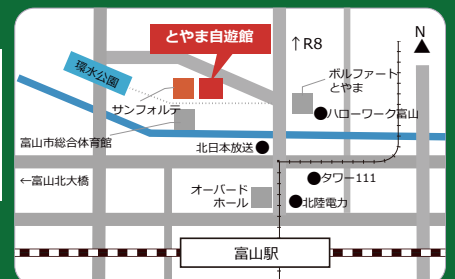 とやま自遊館
↑R8
N
環水公園
ボルファート
とやま
サンフォルテ
ハローワーク富山
富山市総合体育館
北日本放送
←富山北大橋
タワー111
オーバード
ホール
北陸電力
富山駅